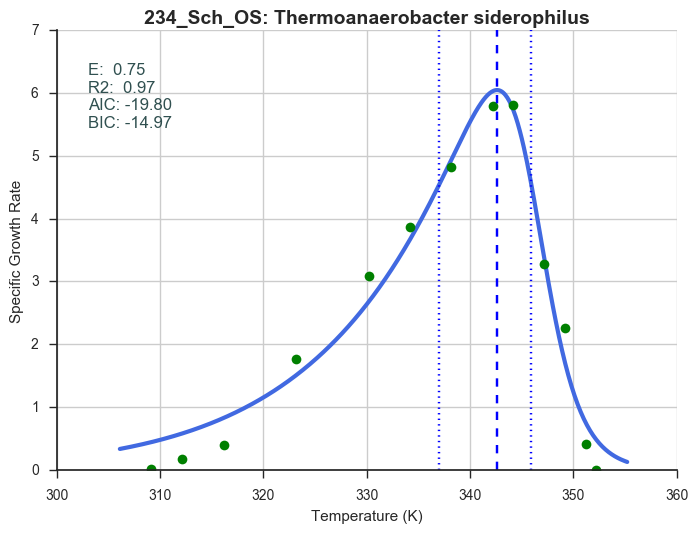 234_Sch_OS: Thermoanaerobacter siderophilus
E:  0.75
R2:  0.97
AIC: -19.80
BIC: -14.97
7
6
5
4
3
2
1
0
Specific Growth Rate
300 310 320 330 340 350 360
Temperature (K)